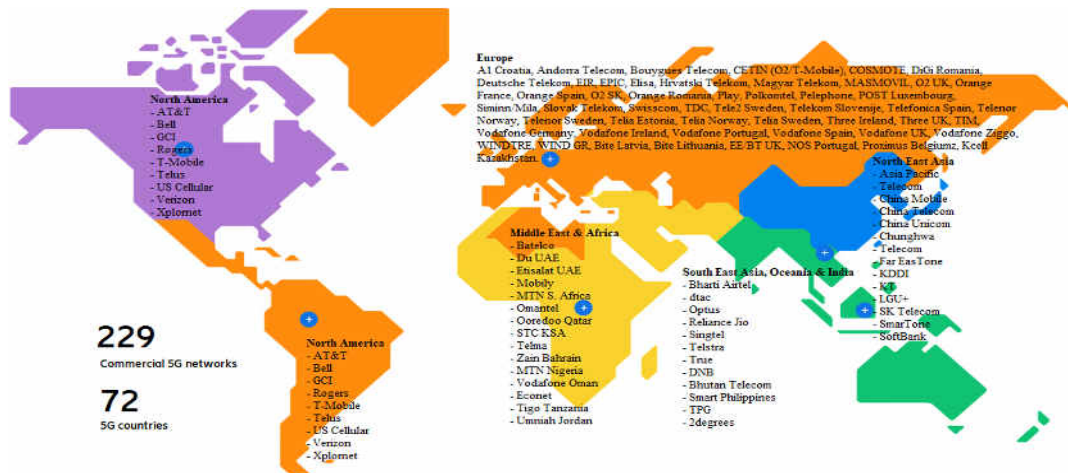 North America
- AT&T
- Bell
- GCI
- Rogers
- T-Mobile
- Telus
- US Cellular
- Verizon
- Xplornet
229
Commercial 5G networks
72
5G countries
North America
- AT&T
- Bell
- GCI
- Rogers
- T-Mobile
- Telus
- US Cellular
- Verizon
- Xplornet
Europe
A1 Croatia, Andorra Telecom, Bouygues Telecom, CETIN (O2/T-Mobile), COSMOTE, DiGi Romania,
Deutsche Telekom, EIR, EPIC, Elisa, Hrvatski Telekom, Magyar Telekom, MASMOVIL, O2 UK, Orange
France, Orange Spain, O2 SK, Orange Romania, Play, Polkomtel, Pelephone, POST Luxembourg,
Siminn/Mila, Slovak Telekom, Swisscom, TDC, Tele2 Sweden, Telekom Slovenije, Telefonica Spain, Telenor
Norway, Telenor Sweden, Telia Estonia, Telia Norway, Telia Sweden, Three Ireland, Three UK, TIM,
Vodafone Germany, Vodafone Ireland, Vodafone Portugal, Vodafone Spain, Vodafone UK, Vodafone Ziggo,
WINDTRE, WIND GR, Bite Latvia, Bite Lithuania, EE/BT UK, NOS Portugal, Proximus Belgiumz, Kcell
Kazakhstan.
Middle East & Africa
- Batelco
- Du UAE
- Etisalat UAE
- Mobily
- MTN S. Africa
- Omantel
- Ooredoo Qatar
- STC KSA
- Telma
- Zain Bahrain
- MTN Nigeria
- Vodafone Oman
- Econet
- Tigo Tanzania
- Umniah Jordan
South East Asia, Oceania & India
- Bharti Airtel
- dtac
- Optus
- Reliance Jio
- Singtel
- Telstra
- True
- DNB
- Bhutan Telecom
- Smart Philippines
- TPG
- 2degrees
North East Asia
- Asia Pacific
- Telecom
- China Mobile
- China Telecom
- China Unicom
- Chunghwa
- Telecom
- Far EasTone
- KDDI
- KT
- LGU+
- SK Telecom
- SmarTone
- SoftBank